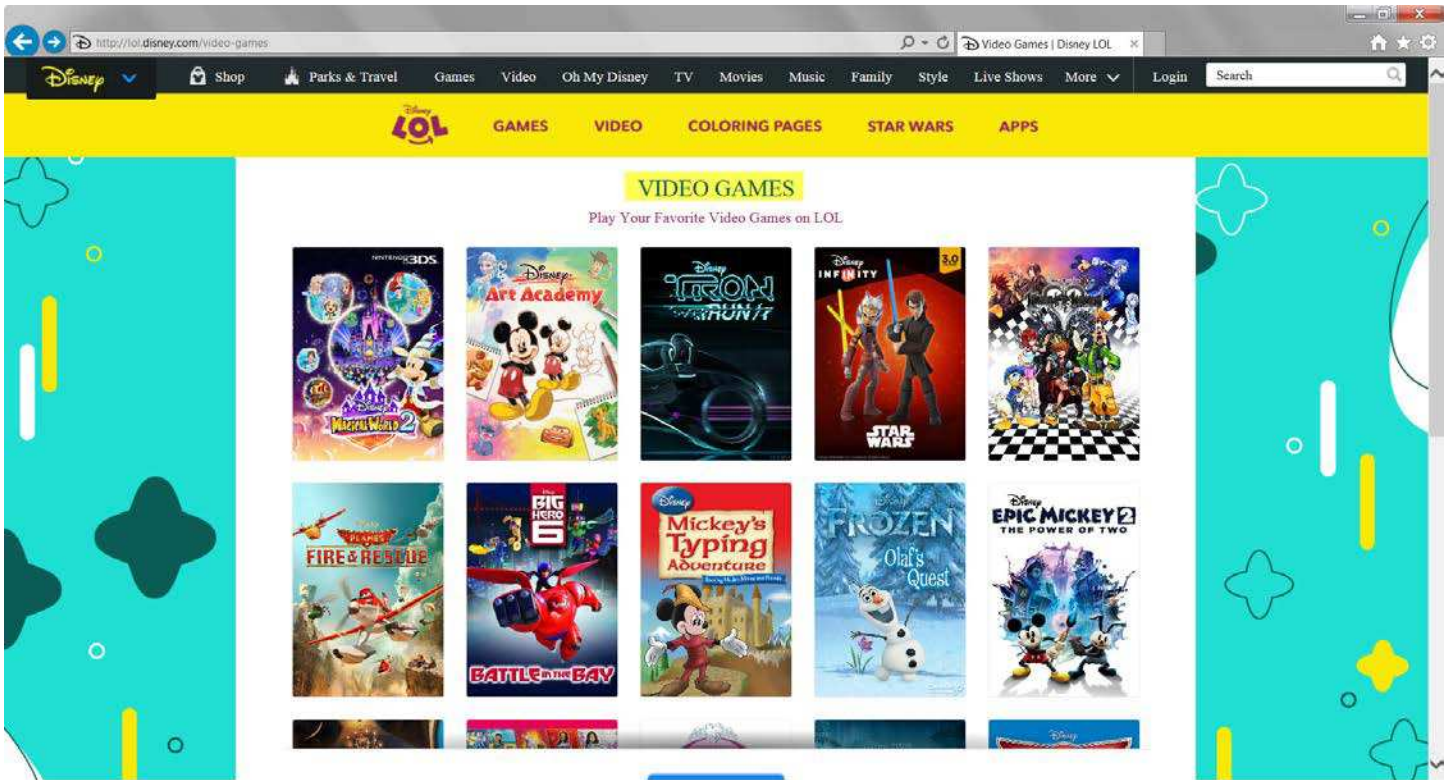 http://lol.disney.com/video-games
Video Games | Disney LOL
Disney
Shop
Parks & Travel
Games
Video
Oh My Disney
TV
Movies
Music
Family
Style
Live Shows
More
Login
Search
Disney LOL
GAMES
VIDEO
COLORING PAGES
STAR WARS
APPS
VIDEO GAMES
Play Your Favorite Video Games on LOL
NINTENDO 3DS
Disney
MAGICAL WORLD 2
Disney
Art Academy
Disney
TRON
RUN/r
Disney
INFINITY
3.0
STAR
WARS
PLANES
FIRE & RESCUE
BIG
HERO
6
BATTLE IN THE BAY
Disney
Mickey's
Typing
Adventure
FROZEN
Olaf's
Quest
Disney
EPIC MICKEY 2
THE POWER OF TWO
Disney